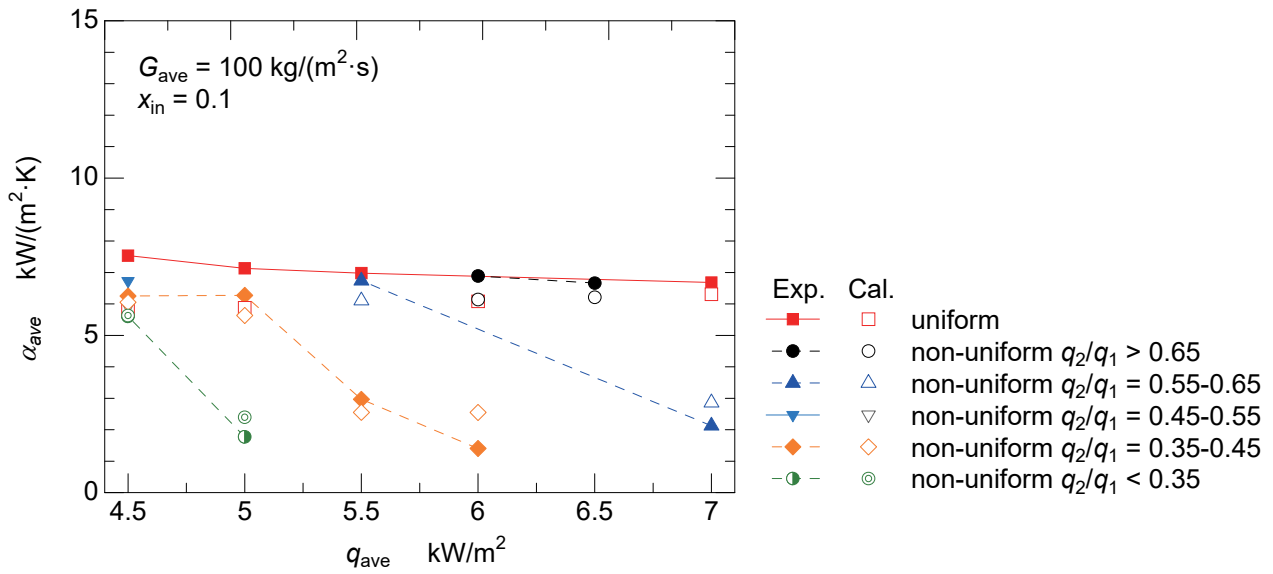 15
G_ave = 100 kg/(m²·s)
x_in = 0.1
10
5
0
α_ave kW/(m²·K)
4.5 5 5.5 6 6.5 7
q_ave kW/m²
Exp. Cal.
uniform
non-uniform q₂/q₁ > 0.65
non-uniform q₂/q₁ = 0.55-0.65
non-uniform q₂/q₁ = 0.45-0.55
non-uniform q₂/q₁ = 0.35-0.45
non-uniform q₂/q₁ < 0.35